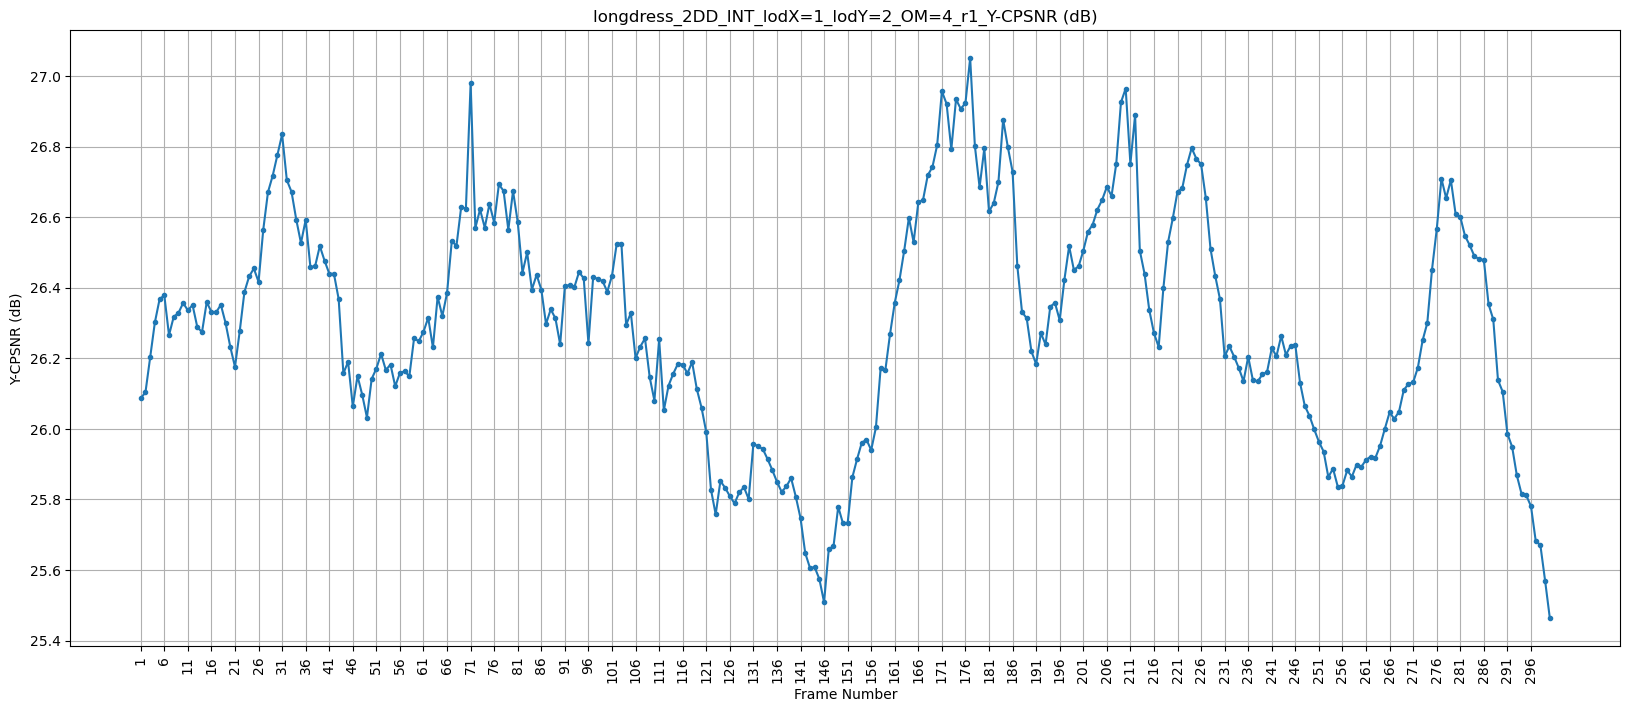 longdress_2DD_INT_lodX=1_lodY=2_OM=4_r1_Y-CPSNR (dB)
Y-CPSNR (dB)
27.0
26.8
26.6
26.4
26.2
26.0
25.8
25.6
25.4
1 6 11 16 21 26 31 36 41 46 51 56 61 66 71 76 81 86 91 96 101 106 111 116 121 126 131 136 141 146 151 156 161 166 171 176 181 186 191 196 201 206 211 216 221 226 231 236 241 246 251 256 261 266 271 276 281 286 291 296
Frame Number